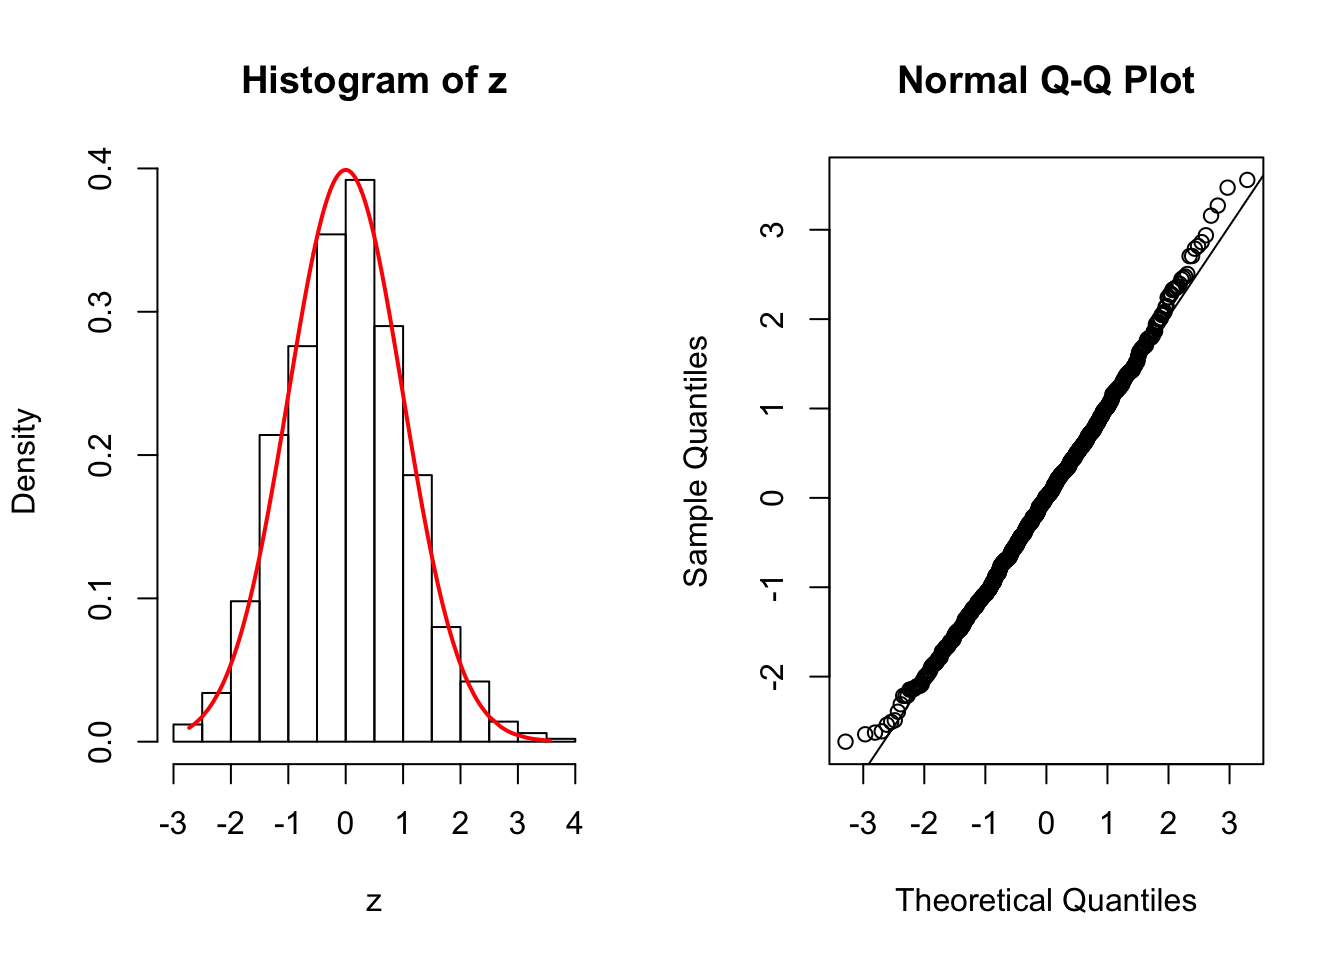 Histogram of z
Density
0.4
0.3
0.2
0.1
0.0
-3 -2 -1 0 1 2 3 4
z
Normal Q-Q Plot
Sample Quantiles
3
2
1
0
-1
-2
-3 -2 -1 0 1 2 3
Theoretical Quantiles